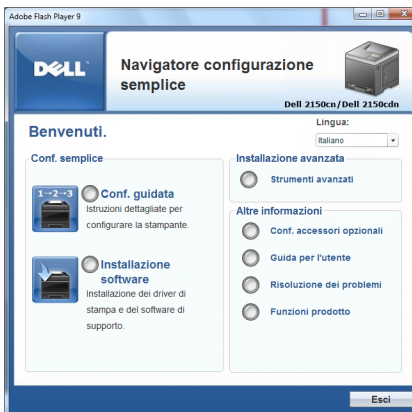 Adobe Flash Player 9
DELL
Navigatore configurazione
semplice
Dell 2150cn/Dell 2150cdn
Benvenuti.
Lingua:
Italiano
Conf. semplice
1→2→3
Conf. guidata
Istruzioni dettagliate per
configurare la stampante.
Installazione
software
Installazione dei driver di
stampa e del software di
supporto.
Installazione avanzata
Strumenti avanzati
Altre informazioni
Conf. accessori opzionali
Guida per l'utente
Risoluzione dei problemi
Funzioni prodotto
Esci